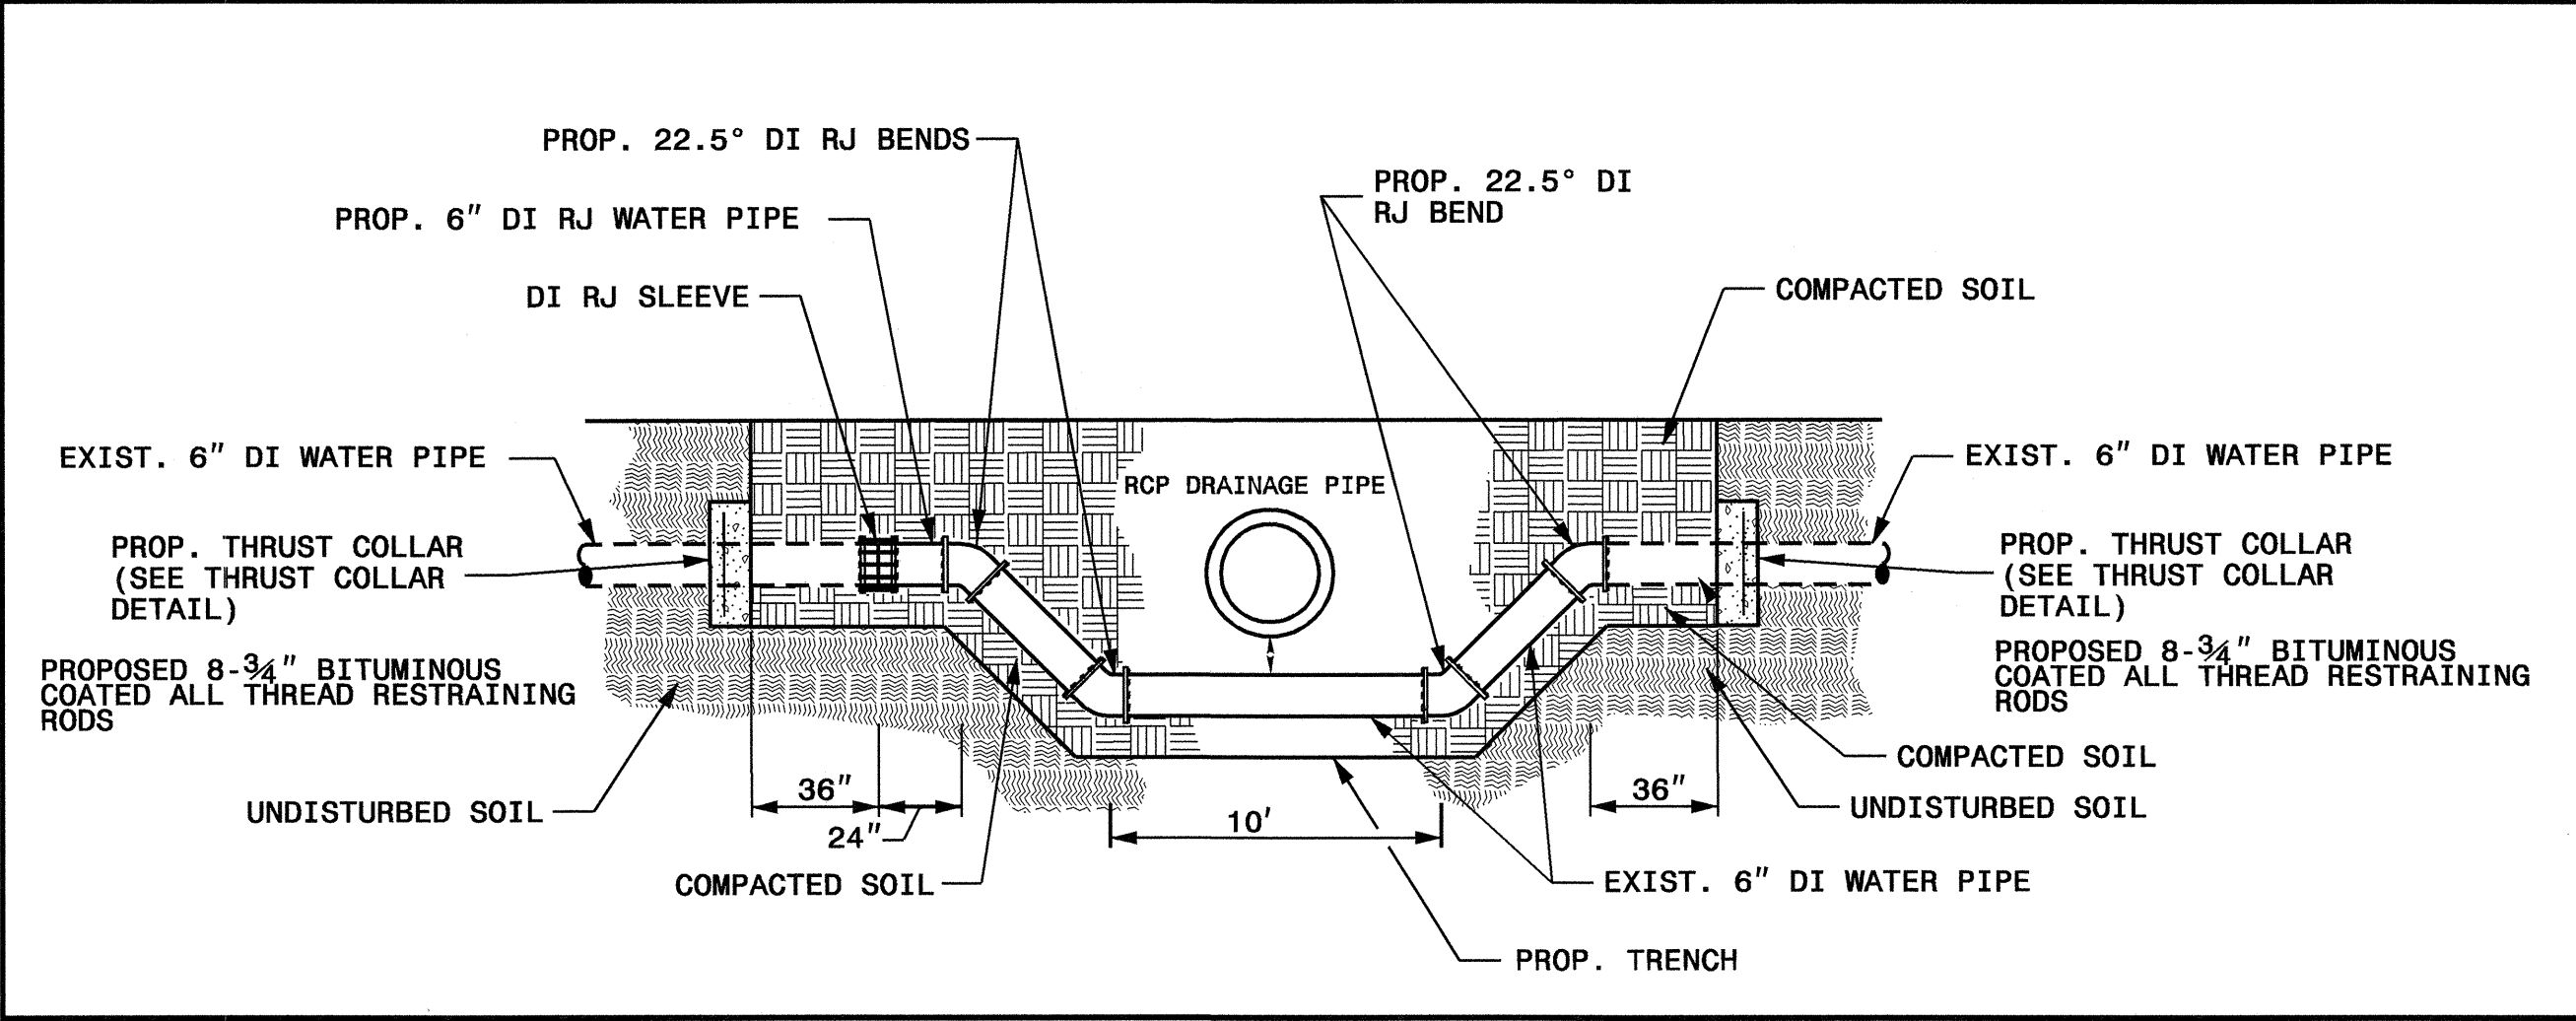 PROP. 22.5° DI RJ BENDS
PROP. 22.5° DI
RJ BEND
PROP. 6" DI RJ WATER PIPE
DI RJ SLEEVE
COMPACTED SOIL
EXIST. 6" DI WATER PIPE
EXIST. 6" DI WATER PIPE
RCP DRAINAGE PIPE
PROP. THRUST COLLAR
(SEE THRUST COLLAR
DETAIL)
PROP. THRUST COLLAR
(SEE THRUST COLLAR
DETAIL)
PROPOSED 8-3/4" BITUMINOUS
COATED ALL THREAD RESTRAINING
RODS
PROPOSED 8-3/4" BITUMINOUS
COATED ALL THREAD RESTRAINING
RODS
COMPACTED SOIL
36"
36"
UNDISTURBED SOIL
UNDISTURBED SOIL
24"
10'
COMPACTED SOIL
EXIST. 6" DI WATER PIPE
PROP. TRENCH